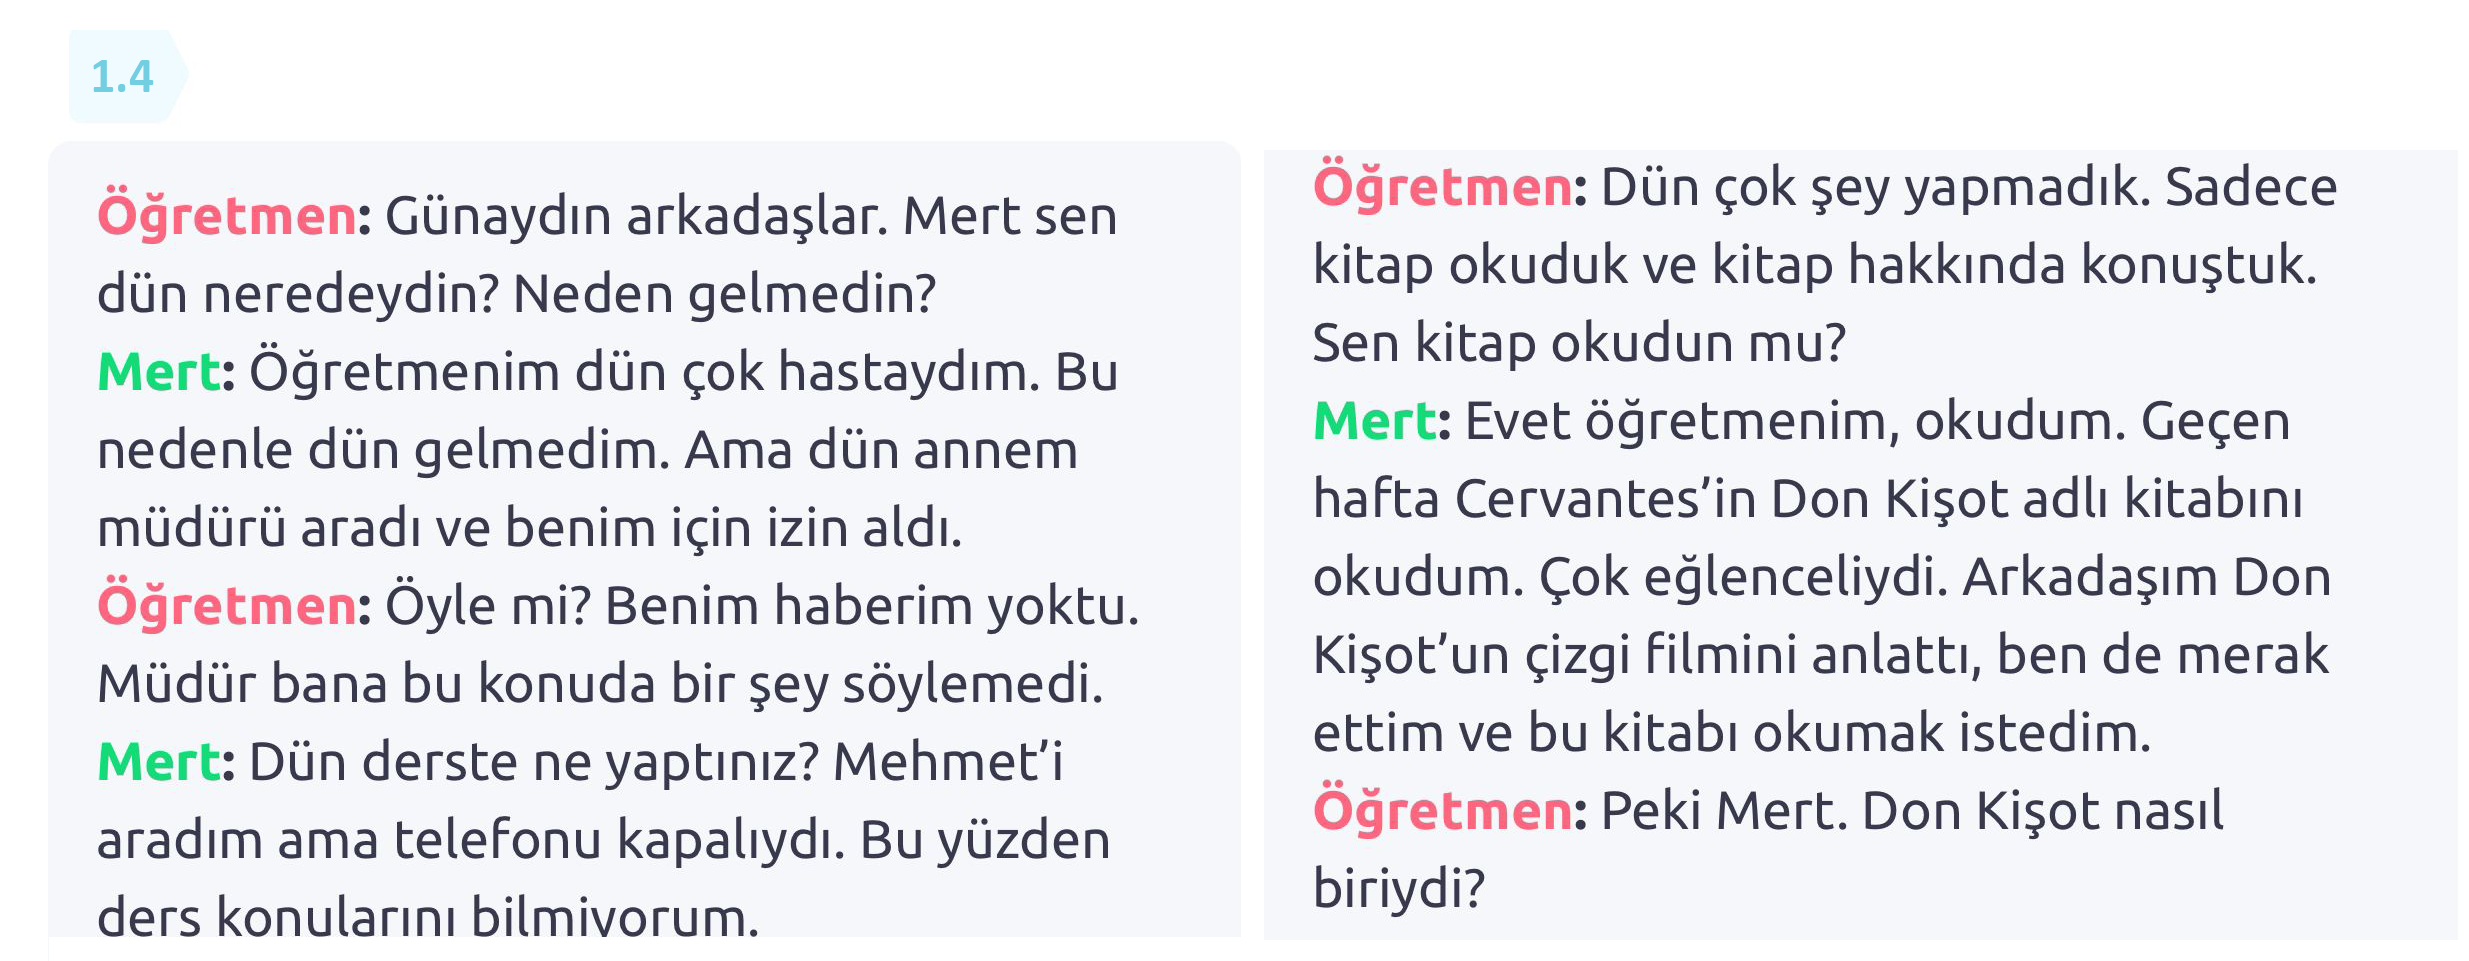 1.4
Öğretmen: Günaydın arkadaşlar. Mert sen
dün neredeydin? Neden gelmedin?
Mert: Öğretmenim dün çok hastaydım. Bu
nedenle dün gelmedim. Ama dün annem
müdürü aradı ve benim için izin aldı.
Öğretmen: Öyle mi? Benim haberim yoktu.
Müdür bana bu konuda bir şey söylemedi.
Mert: Dün derste ne yaptınız? Mehmet’i
aradım ama telefonu kapalıydı. Bu yüzden
ders konularını bilmiyorum.
Öğretmen: Dün çok şey yapmadık. Sadece
kitap okuduk ve kitap hakkında konuştuk.
Sen kitap okudun mu?
Mert: Evet öğretmenim, okudum. Geçen
hafta Cervantes’in Don Kişot adlı kitabını
okudum. Çok eğlenceliydi. Arkadaşım Don
Kişot’un çizgi filmini anlattı, ben de merak
ettim ve bu kitabı okumak istedim.
Öğretmen: Peki Mert. Don Kişot nasıl
biriydi?